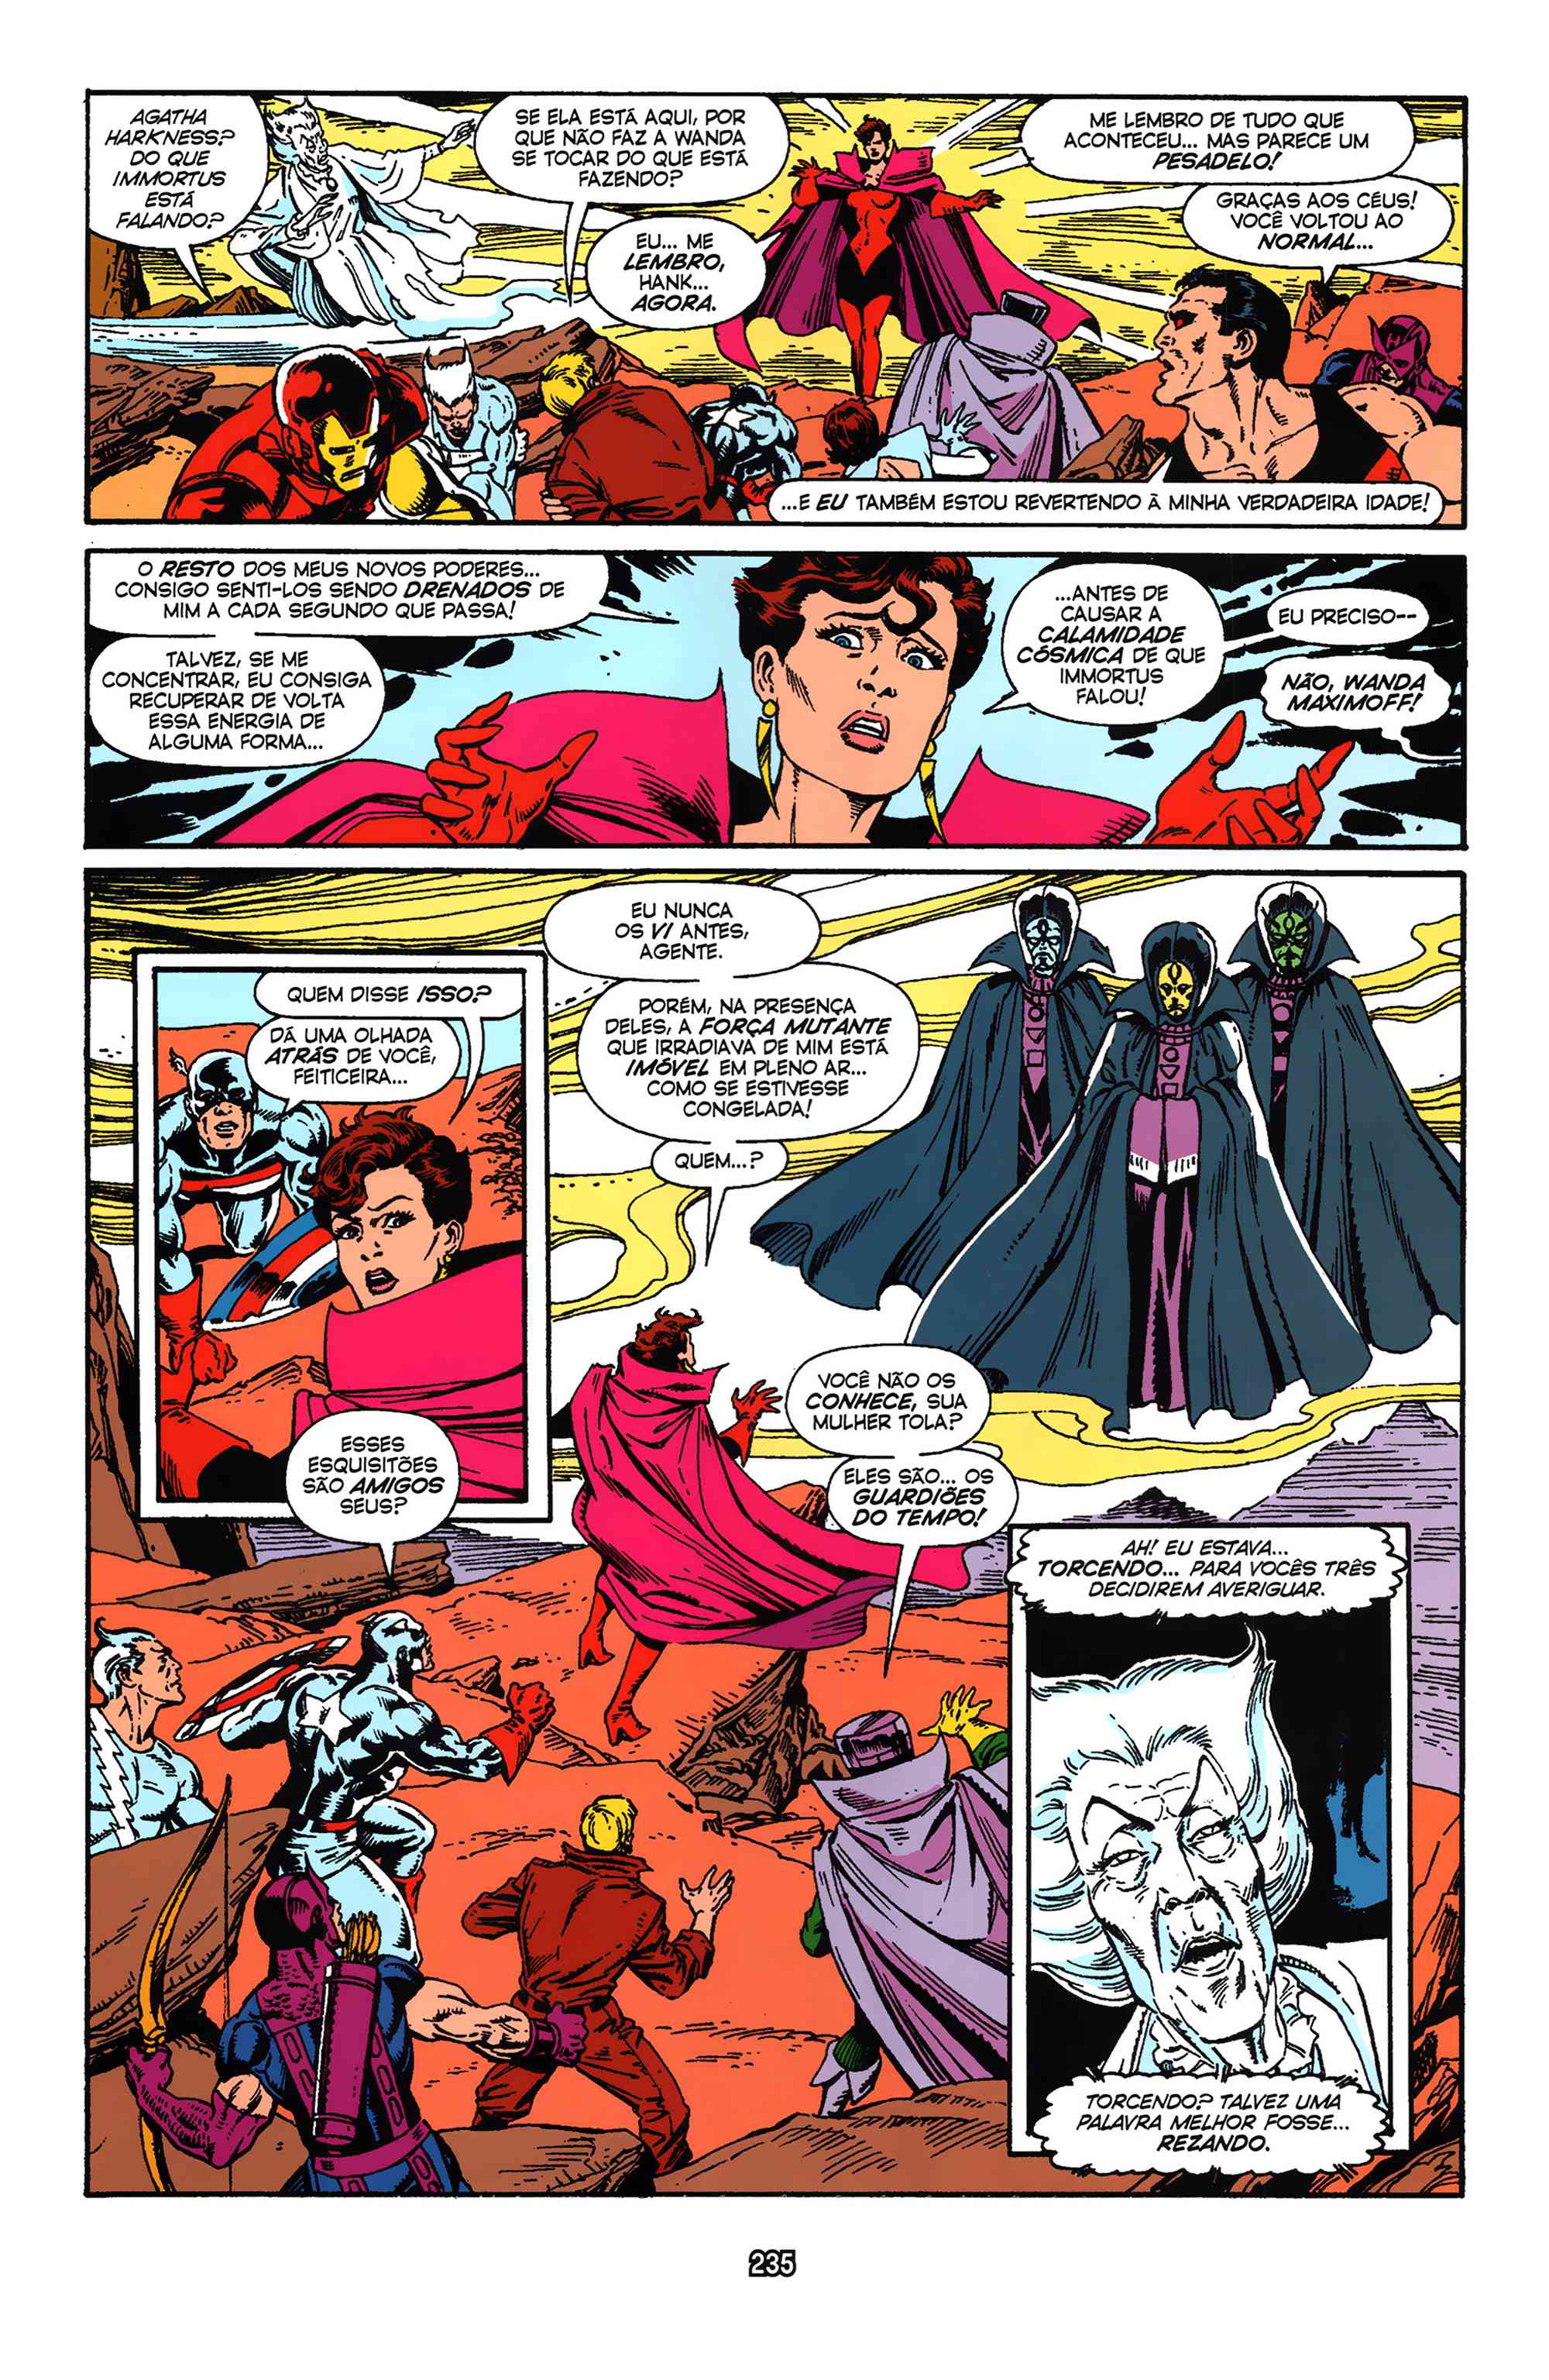 AGATHA
HARKNESS?
DO QUE
IMMORTUS
ESTÁ
FALANDO?
SE ELA ESTÁ AQUI, POR
QUE NÃO FAZ A WANDA
SE TOCAR DO QUE ESTÁ
FAZENDO?
EU... ME
LEMBRO,
HANK...
AGORA.
ME LEMBRO DE TUDO QUE
ACONTECEU... MAS PARECE UM
PESADELO!
GRAÇAS AOS CÉUS!
VOCÊ VOLTOU AO
NORMAL...
...E EU TAMBÉM ESTOU REVERTENDO À MINHA VERDADEIRA IDADE!
O RESTO DOS MEUS NOVOS PODERES...
CONSIGO SENTI-LOS SENDO DRENADOS DE
MIM A CADA SEGUNDO QUE PASSA!
TALVEZ, SE ME
CONCENTRAR, EU CONSIGA
RECUPERAR DE VOLTA
ESSA ENERGIA DE
ALGUMA FORMA...
...ANTES DE
CAUSAR A
CALAMIDADE
CÓSMICA DE QUE
IMMORTUS
FALOU!
EU PRECISO--
NÃO, WANDA
MAXIMOFF!
QUEM DISSE ISSO?
DÁ UMA OLHADA
ATRÁS DE VOCÊ,
FEITICEIRA...
ESSES
ESQUISITÕES
SÃO AMIGOS
SEUS?
EU NUNCA
OS VI ANTES,
AGENTE.
PORÉM, NA PRESENÇA
DELES, A FORÇA MUTANTE
QUE IRRADIAVA DE MIM ESTÁ
IMÓVEL EM PLENO AR...
COMO SE ESTIVESSE
CONGELADA!
QUEM...?
VOCÊ NÃO OS
CONHECE, SUA
MULHER TOLA?
ELES SÃO... OS
GUARDIÕES
DO TEMPO!
AH! EU ESTAVA...
TORCENDO... PARA VOCÊS TRÊS
DECIDIREM AVERIGUAR.
TORCENDO? TALVEZ UMA
PALAVRA MELHOR FOSSE...
REZANDO.
235